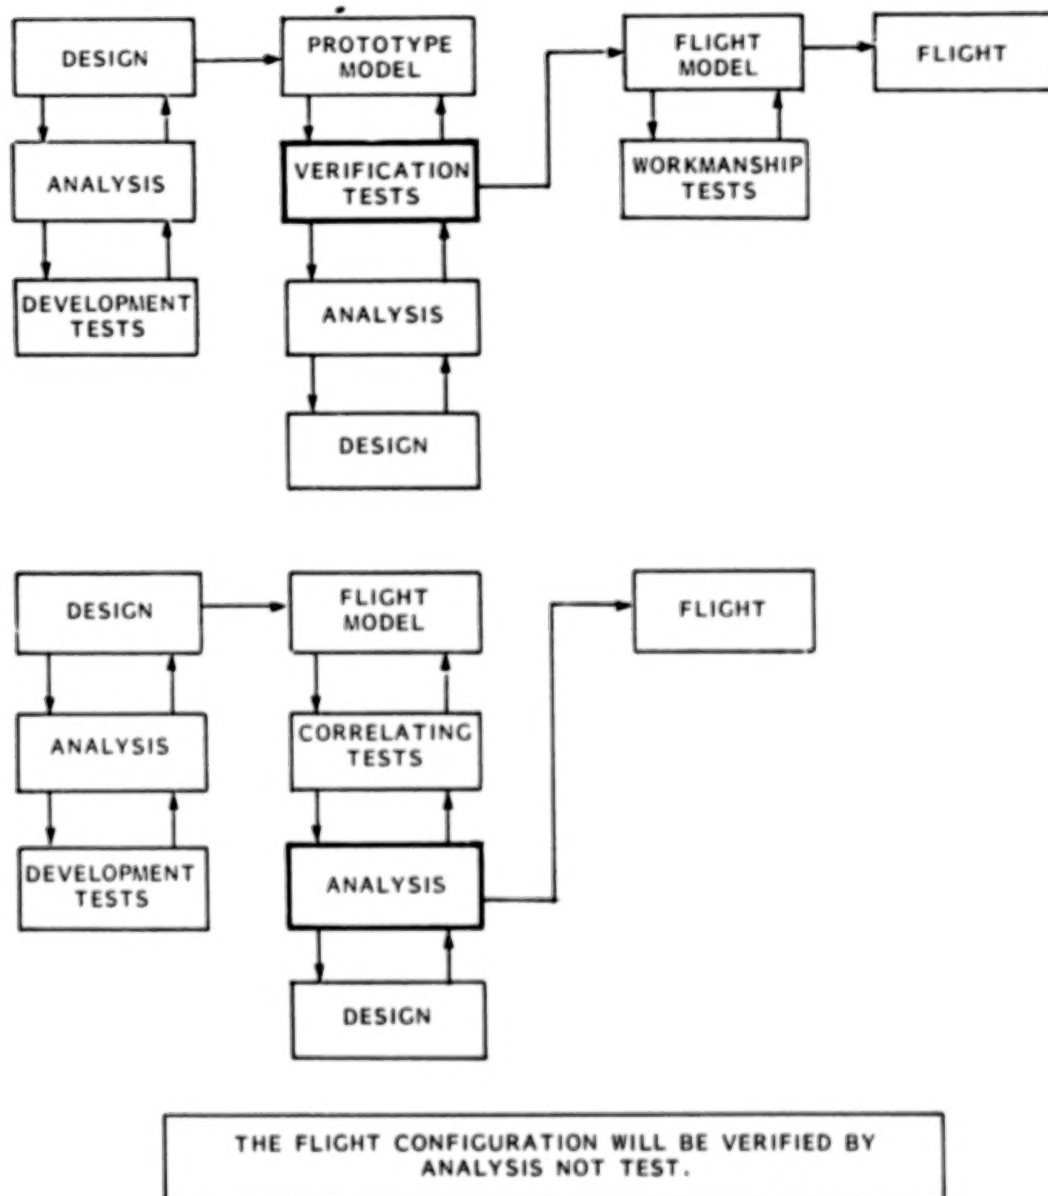 DESIGN
PROTOTYPE
MODEL
FLIGHT
MODEL
FLIGHT
ANALYSIS
VERIFICATION
TESTS
WORKMANSHIP
TESTS
DEVELOPMENT
TESTS
ANALYSIS
DESIGN
DESIGN
FLIGHT
MODEL
FLIGHT
ANALYSIS
CORRELATING
TESTS
DEVELOPMENT
TESTS
ANALYSIS
DESIGN
THE FLIGHT CONFIGURATION WILL BE VERIFIED BY
ANALYSIS NOT TEST.